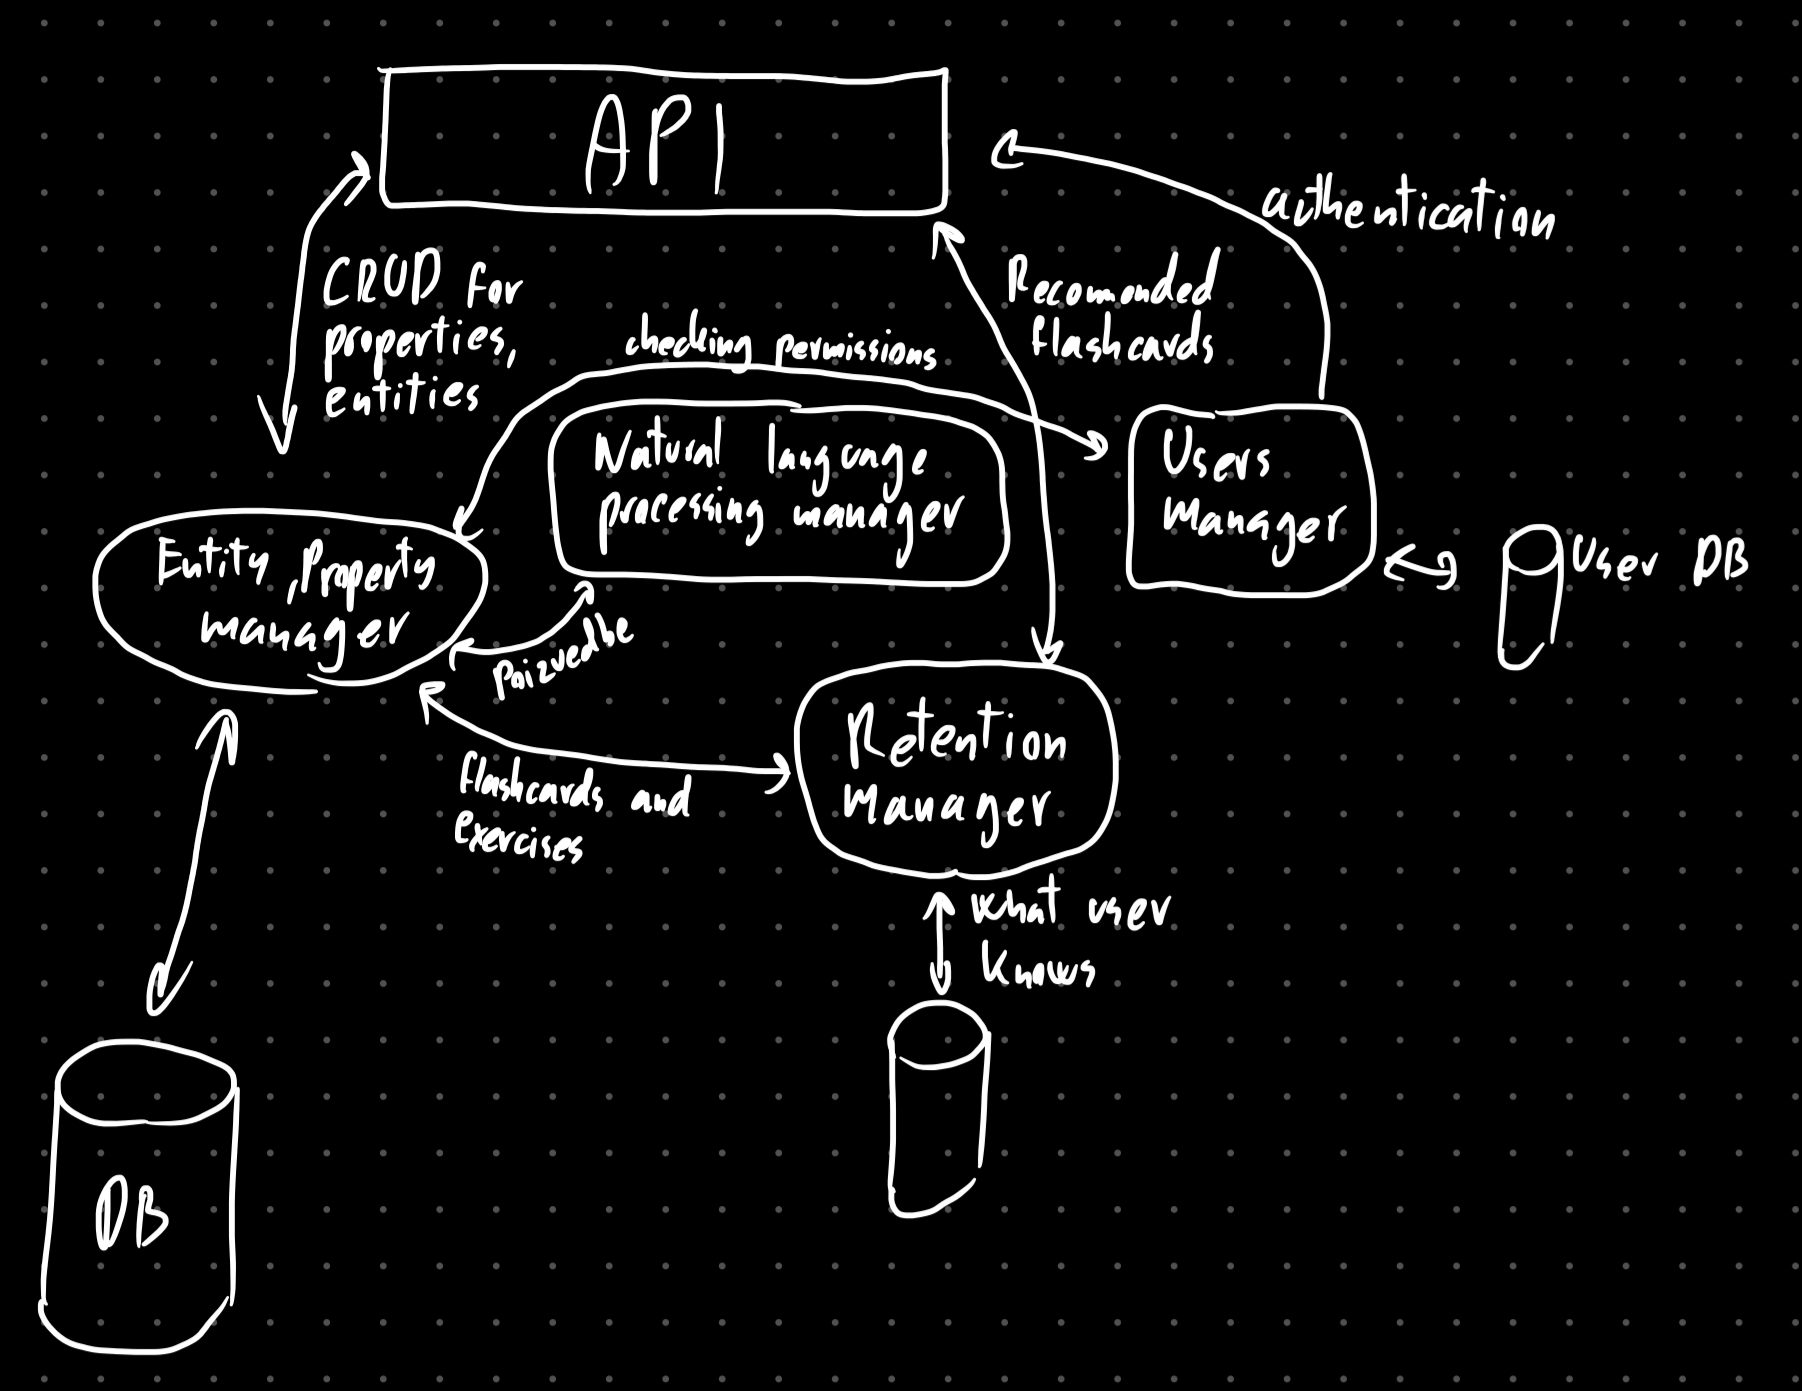 API
authentication
CRUD for
properties,
entities
Recomonded
flashcards
checking permissions
Natural language
processing manager
Users
Manager
Entity, Property
manager
User DB
Retention
Manager
flashcards and
exercises
what user
knows
DB